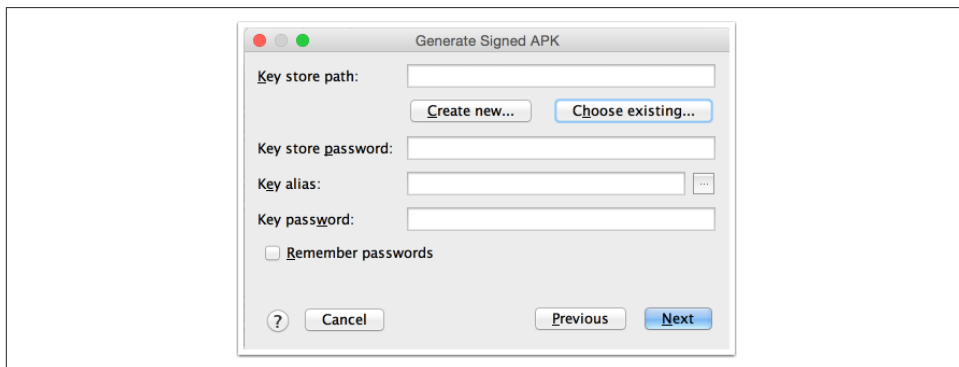 Generate Signed APK
Key store path:
Create new... Choose existing...
Key store password:
Key alias:
...
Key password:
Remember passwords
? Cancel Previous Next